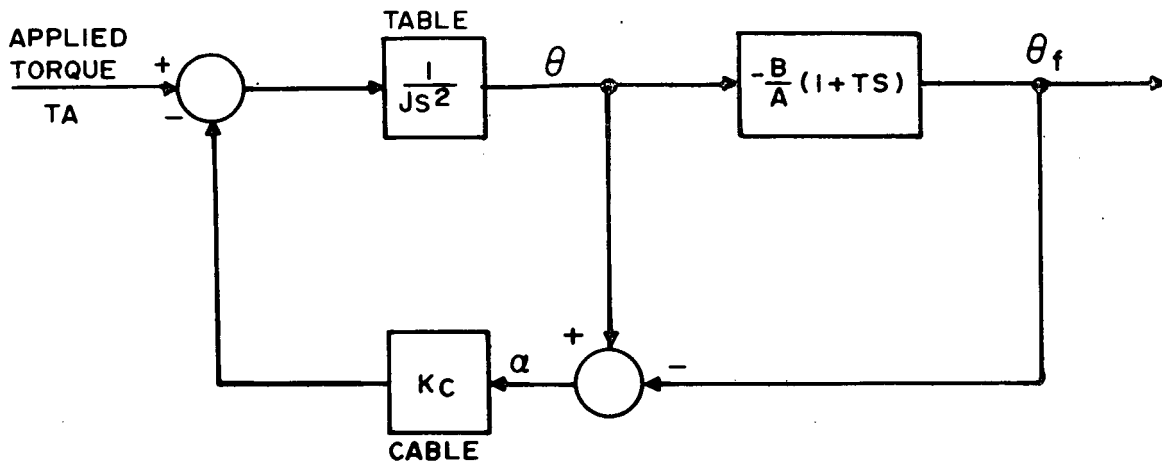 APPLIED
TORQUE
TA
+
−
TABLE
1
JS²
θ
-B
A
(1+TS)
θf
+
−
α
KC
CABLE